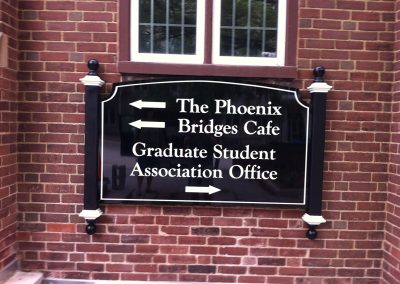 The Phoenix
Bridges Cafe
Graduate Student
Association Office